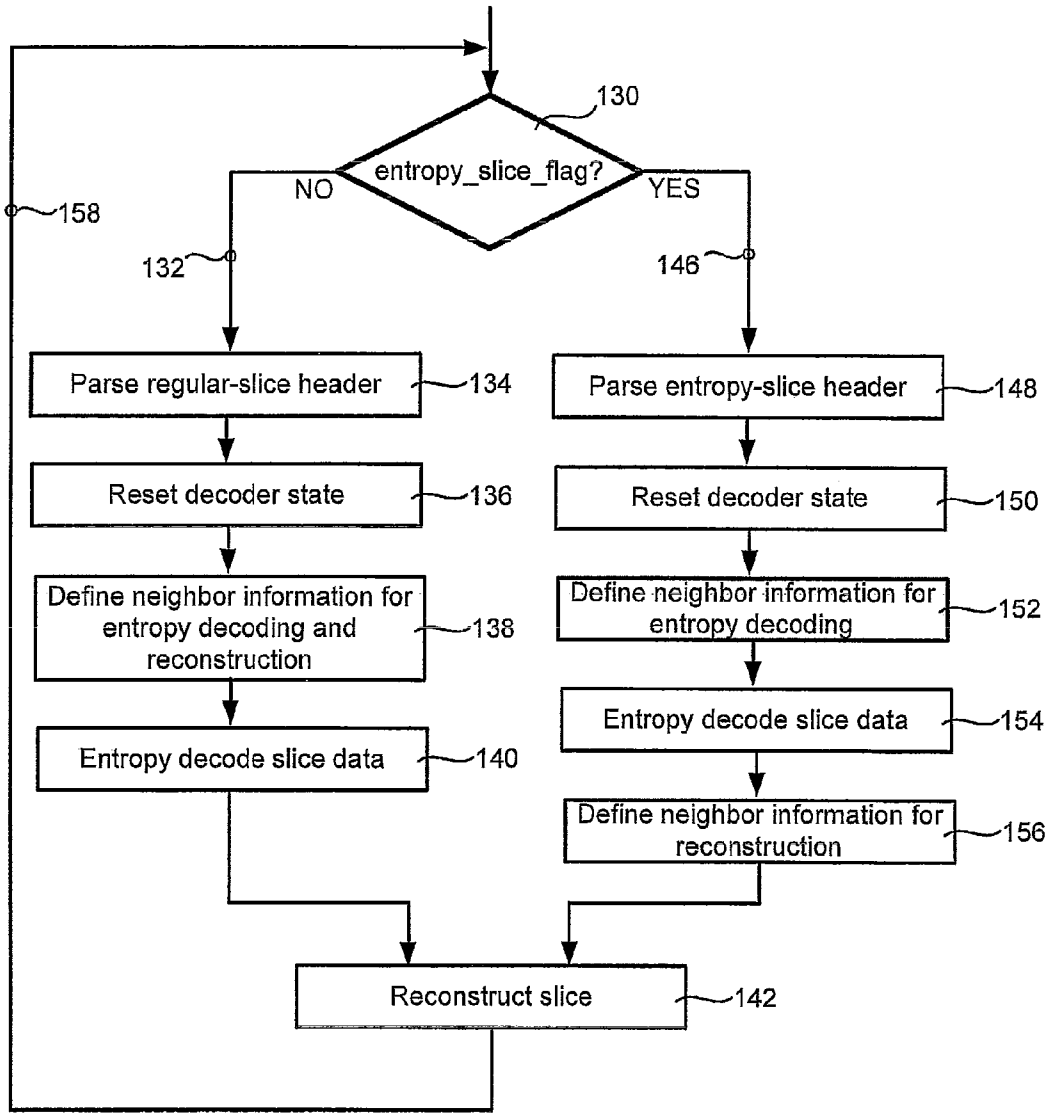 130
entropy_slice_flag?
NO
YES
158
132
146
Parse regular-slice header
134
Parse entropy-slice header
148
Reset decoder state
136
Reset decoder state
150
Define neighbor information for
entropy decoding and
reconstruction
138
Define neighbor information for
entropy decoding
152
Entropy decode slice data
140
Entropy decode slice data
154
Define neighbor information for
reconstruction
156
Reconstruct slice
142